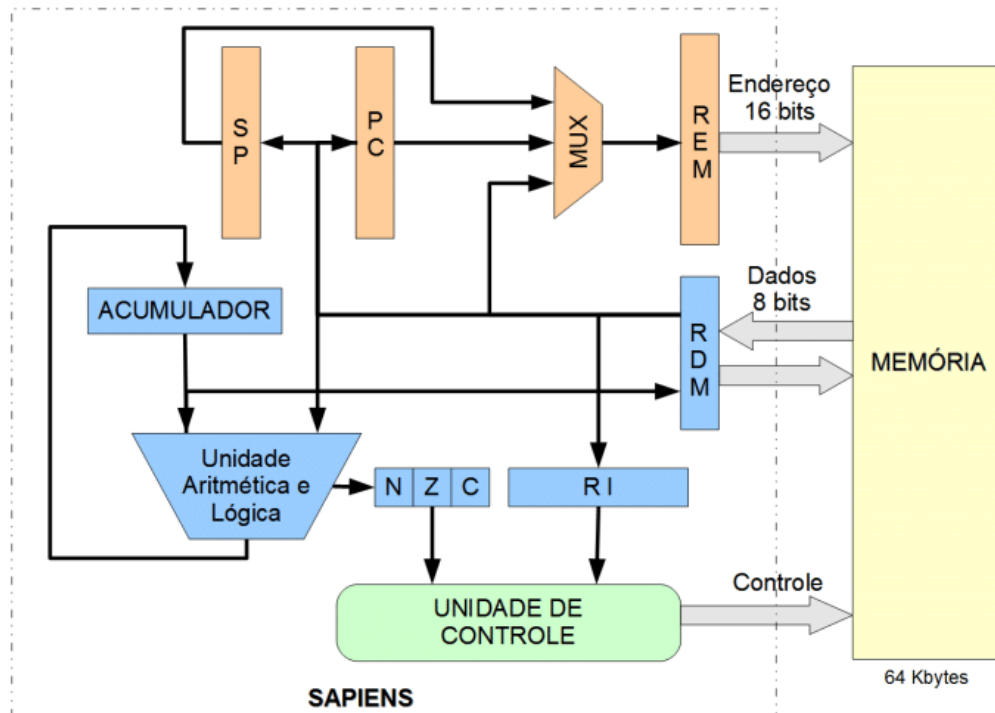 S
P
P
C
MUX
R
E
M
Endereço
16 bits
ACUMULADOR
Dados
8 bits
R
D
M
MEMÓRIA
Unidade
Aritmética e
Lógica
N Z C
R I
UNIDADE DE
CONTROLE
Controle
64 Kbytes
SAPIENS